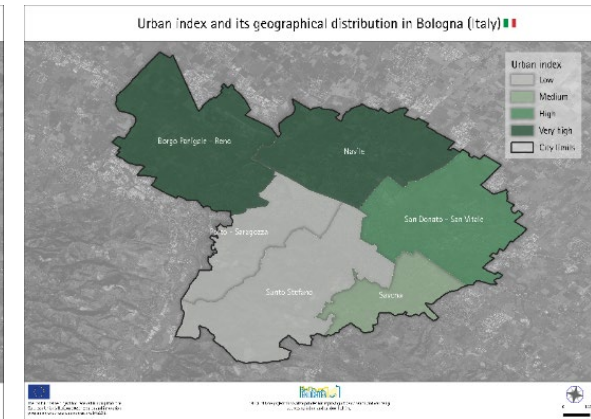 Urban index and its geographical distribution in Bologna (Italy)
Urban index
Low
Medium
High
Very high
City limits
Borgo Panigale - Reno
Navile
San Donato - San Vitale
Porto - Saragozza
Santo Stefano
Savena